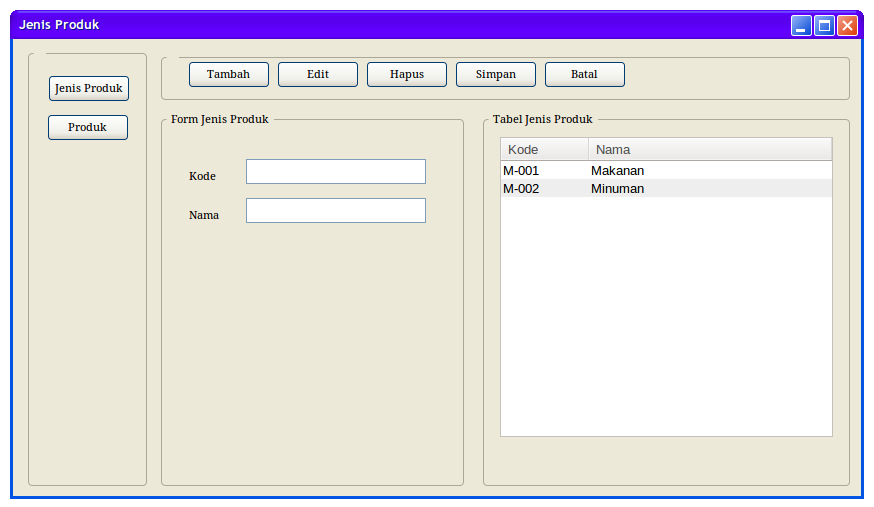 Jenis Produk
Jenis Produk
Produk
Tambah Edit Hapus Simpan Batal
Form Jenis Produk
Kode
Nama
Tabel Jenis Produk
Kode Nama
M-001 Makanan
M-002 Minuman